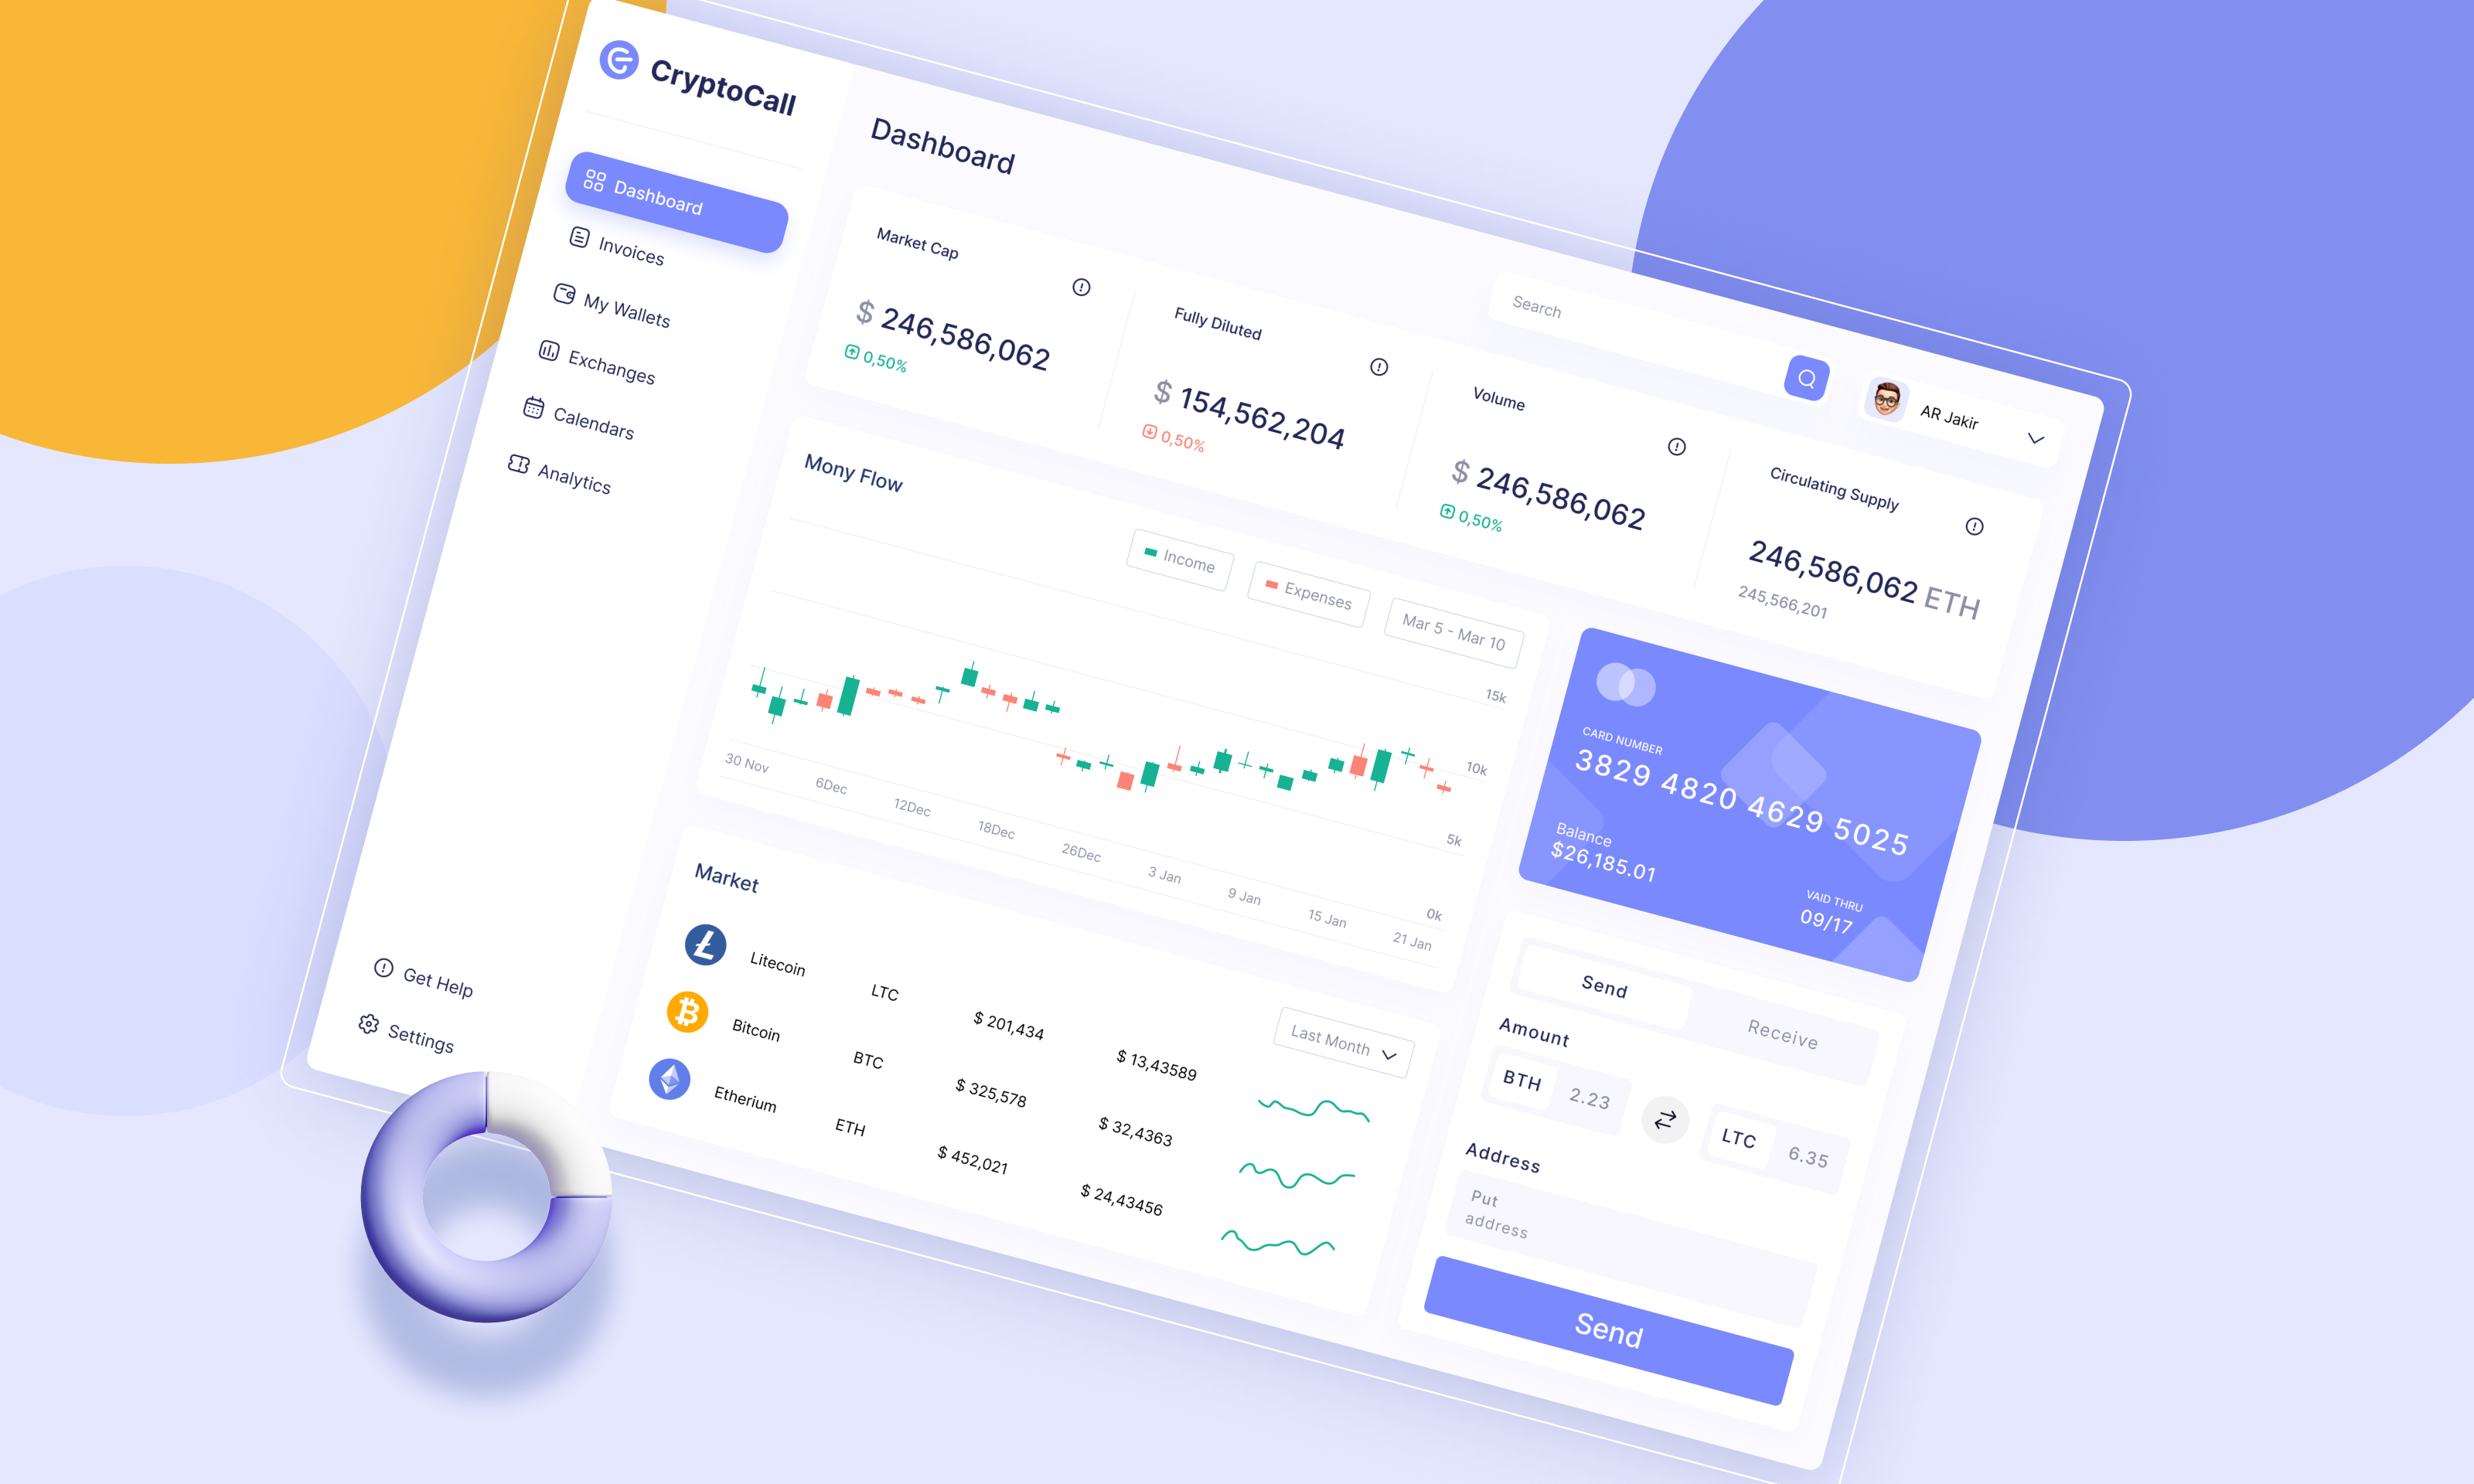 CryptoCall
Dashboard
Invoices
My Wallets
Exchanges
Calendars
Analytics
Get Help
Settings
Dashboard
Search
AR Jakir
Market Cap
$ 246,586,062
0,50%
Fully Diluted
$ 154,562,204
0,50%
Volume
$ 246,586,062
0,50%
Circulating Supply
246,586,062 ETH
245,566,201
Mony Flow
Income
Expenses
Mar 5 - Mar 10
15k
10k
5k
0k
30 Nov
6Dec
12Dec
18Dec
26Dec
3 Jan
9 Jan
15 Jan
21 Jan
CARD NUMBER
3829 4820 4629 5025
Balance
$26,185.01
VAID THRU
09/17
Market
Last Month
Litecoin LTC $ 201,434 $ 13,43589
Bitcoin BTC $ 325,578 $ 32,4363
Etherium ETH $ 452,021 $ 24,43456
Send
Receive
Amount
BTH 2.23
LTC 6.35
Address
Put
address
Send